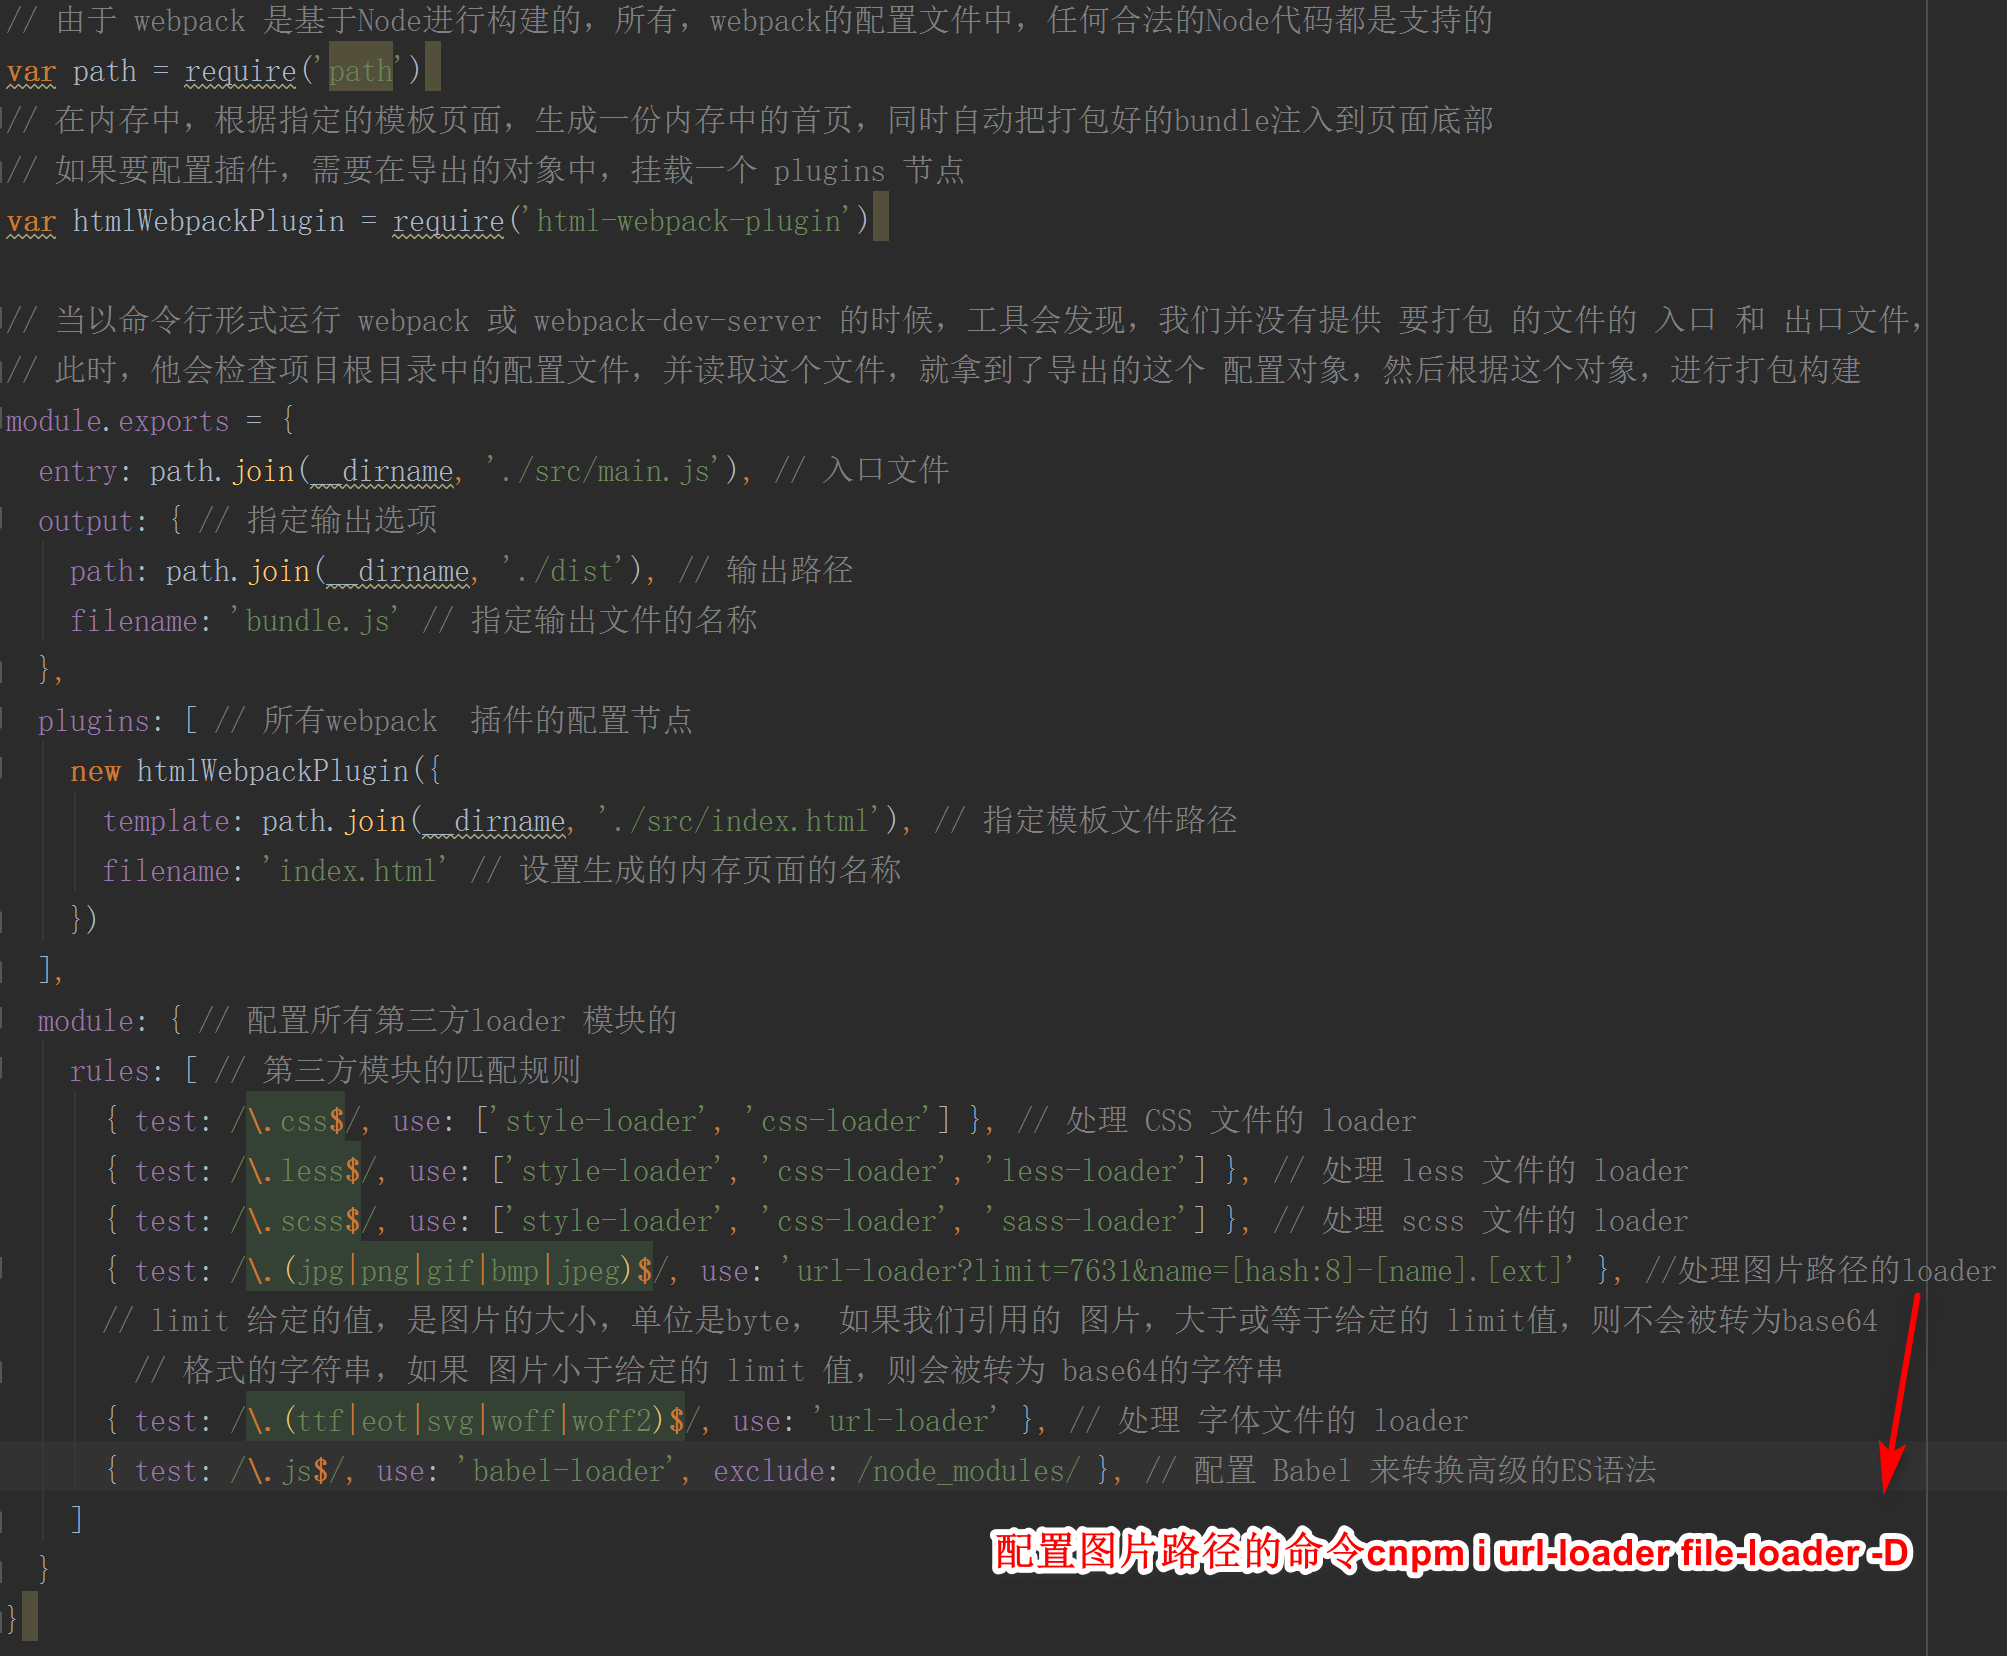 // 由于 webpack 是基于Node进行构建的，所有，webpack的配置文件中，任何合法的Node代码都是支持的
var path = require('path')
// 在内存中，根据指定的模板页面，生成一份内存中的首页，同时自动把打包好的bundle注入到页面底部
// 如果要配置插件，需要在导出的对象中，挂载一个 plugins 节点
var htmlWebpackPlugin = require('html-webpack-plugin')
// 当以命令行形式运行 webpack 或 webpack-dev-server 的时候，工具会发现，我们并没有提供 要打包 的文件的 入口 和 出口文件，
// 此时，他会检查项目根目录中的配置文件，并读取这个文件，就拿到了导出的这个 配置对象，然后根据这个对象，进行打包构建
module.exports = {
  entry: path.join(__dirname, './src/main.js'), // 入口文件
  output: { // 指定输出选项
    path: path.join(__dirname, './dist'), // 输出路径
    filename: 'bundle.js' // 指定输出文件的名称
  },
  plugins: [ // 所有webpack  插件的配置节点
    new htmlWebpackPlugin({
      template: path.join(__dirname, './src/index.html'), // 指定模板文件路径
      filename: 'index.html' // 设置生成的内存页面的名称
    })
  ],
  module: { // 配置所有第三方loader 模块的
    rules: [ // 第三方模块的匹配规则
      { test: /\.css$/, use: ['style-loader', 'css-loader'] }, // 处理 CSS 文件的 loader
      { test: /\.less$/, use: ['style-loader', 'css-loader', 'less-loader'] }, // 处理 less 文件的 loader
      { test: /\.scss$/, use: ['style-loader', 'css-loader', 'sass-loader'] }, // 处理 scss 文件的 loader
      { test: /\.(jpg|png|gif|bmp|jpeg)$/, use: 'url-loader?limit=7631&name=[hash:8]-[name].[ext]' }, //处理图片路径的loader
      // limit 给定的值，是图片的大小，单位是byte， 如果我们引用的 图片，大于或等于给定的 limit值，则不会被转为base64
        // 格式的字符串，如果 图片小于给定的 limit 值，则会被转为 base64的字符串
      { test: /\.(ttf|eot|svg|woff|woff2)$/, use: 'url-loader' }, // 处理 字体文件的 loader
      { test: /\.js$/, use: 'babel-loader', exclude: /node_modules/ }, // 配置 Babel 来转换高级的ES语法
    ]
配置图片路径的命令cnpm i url-loader file-loader -D
  }
}